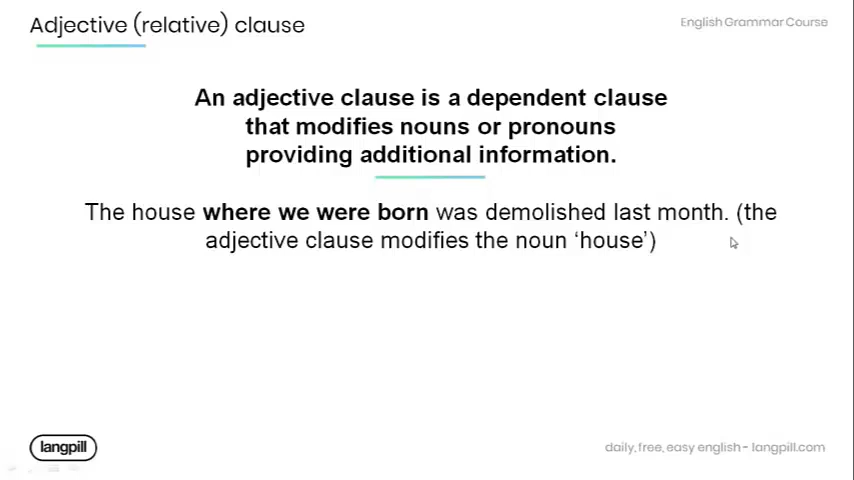 Adjective (relative) clause
English Grammar Course
An adjective clause is a dependent clause
that modifies nouns or pronouns
providing additional information.
The house where we were born was demolished last month. (the
adjective clause modifies the noun ‘house’)
langpill
daily, free, easy english - langpill.com